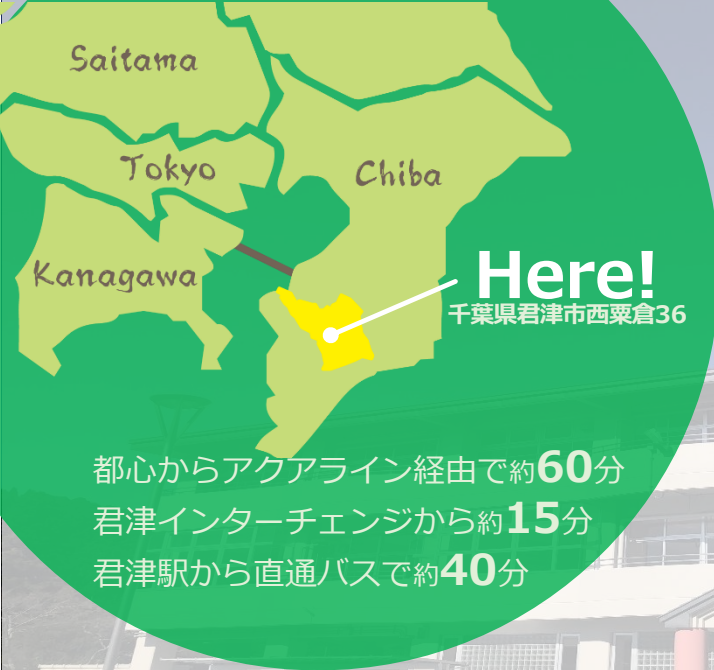 Saitama
Tokyo
Chiba
Kanagawa
Here!
千葉県君津市西粟倉36
都心からアクアライン経由で約60分
君津インターチェンジから約15分
君津駅から直通バスで約40分